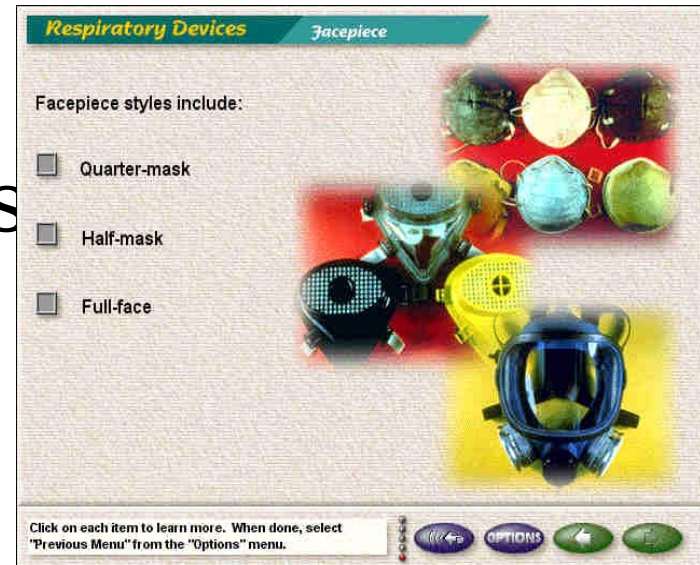 Respiratory Devices Facepiece
Facepiece styles include:
Quarter-mask
s
Half-mask
Full-face
Click on each item to learn more. When done, select
"Previous Menu" from the "Options" menu.
OPTIONS